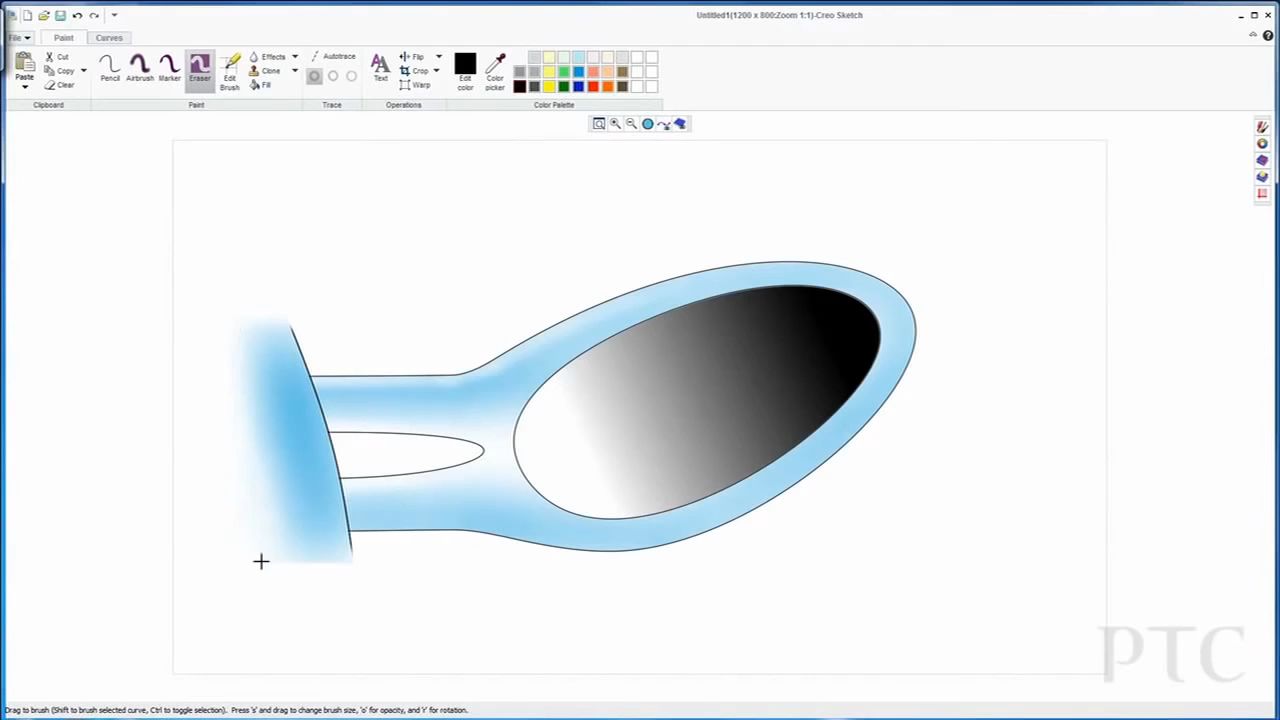 Untitled1(1200 x 800:Zoom 1:1)-Creo Sketch
File
Paint
Curves
Paste
Cut
Copy
Clear
Clipboard
Pencil
Airbrush
Marker
Eraser
Edit Brush
Effects
Clone
Fill
Paint
Autotrace
Trace
Text
Flip
Crop
Warp
Operations
Edit color
Color picker
Color Palette
PTC
Drag to brush (Shift to brush selected curve, Ctrl to toggle selection). Press 's' and drag to change brush size, 'o' for opacity, and 'r' for rotation.